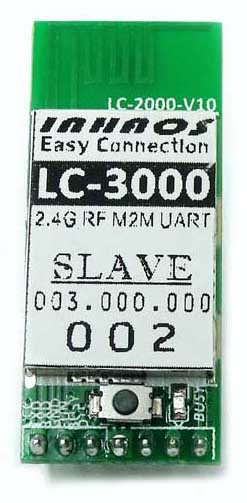 LC-2000-V10
INHAOS
Easy Connection
LC-3000
2.4G RF M2M UART
SLAVE
003.000.000
002
BUSY